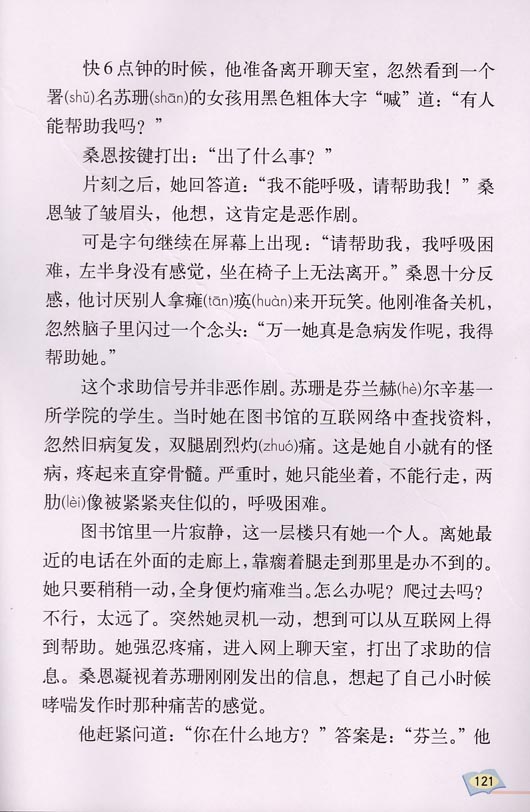 快6点钟的时候，他准备离开聊天室，忽然看到一个
署(shǔ)名苏珊(shān)的女孩用黑色粗体大字“喊”道：“有人
能帮助我吗？”
桑恩按键打出：“出了什么事？”
片刻之后，她回答道：“我不能呼吸，请帮助我！”桑
恩皱了皱眉头，他想，这肯定是恶作剧。
可是字句继续在屏幕上出现：“请帮助我，我呼吸困
难，左半身没有感觉，坐在椅子上无法离开。”桑恩十分反
感，他讨厌别人拿瘫(tān)痪(huàn)来开玩笑。他刚准备关机，
忽然脑子里闪过一个念头：“万一她真是急病发作呢，我得
帮助她。”
这个求助信号并非恶作剧。苏珊是芬兰赫(hè)尔辛基一
所学院的学生。当时她在图书馆的互联网络中查找资料，
忽然旧病复发，双腿剧烈灼(zhuó)痛。这是她自小就有的怪
病，疼起来直穿骨髓。严重时，她只能坐着，不能行走，两
肋(lèi)像被紧紧夹住似的，呼吸困难。
图书馆里一片寂静，这一层楼只有她一个人。离她最
近的电话在外面的走廊上，靠瘸着腿走到那里是办不到的。
她只要稍稍一动，全身便灼痛难当。怎么办呢？爬过去吗？
不行，太远了。突然她灵机一动，想到可以从互联网上得
到帮助。她强忍疼痛，进入网上聊天室，打出了求助的信
息。桑恩凝视着苏珊刚刚发出的信息，想起了自己小时候
哮喘发作时那种痛苦的感觉。
他赶紧问道：“你在什么地方？”答案是：“芬兰。”他
121